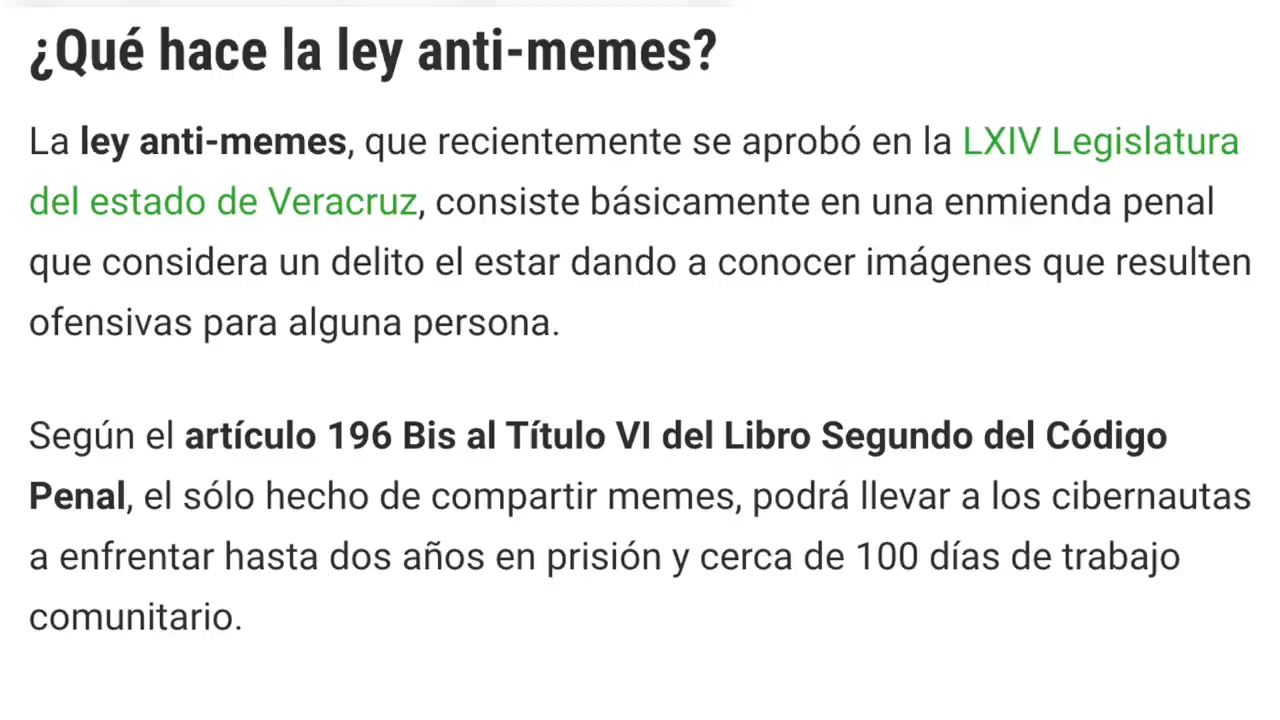 ¿Qué hace la ley anti-memes?
La ley anti-memes, que recientemente se aprobó en la LXIV Legislatura
del estado de Veracruz, consiste básicamente en una enmienda penal
que considera un delito el estar dando a conocer imágenes que resulten
ofensivas para alguna persona.
Según el artículo 196 Bis al Título VI del Libro Segundo del Código
Penal, el sólo hecho de compartir memes, podrá llevar a los cibernautas
a enfrentar hasta dos años en prisión y cerca de 100 días de trabajo
comunitario.